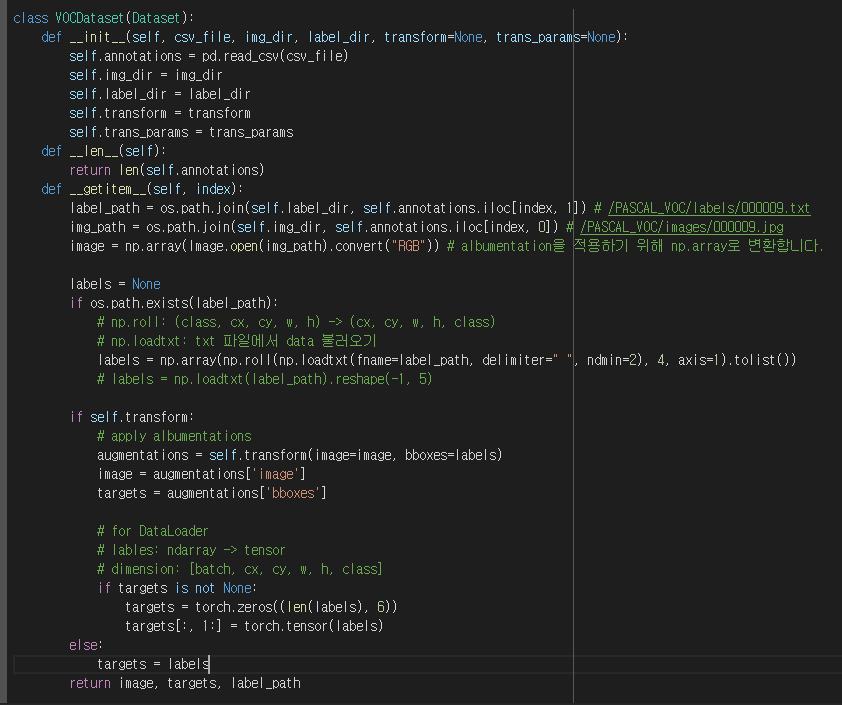 class VOCDataset(Dataset):
    def __init__(self, csv_file, img_dir, label_dir, transform=None, trans_params=None):
        self.annotations = pd.read_csv(csv_file)
        self.img_dir = img_dir
        self.label_dir = label_dir
        self.transform = transform
        self.trans_params = trans_params
    def __len__(self):
        return len(self.annotations)
    def __getitem__(self, index):
        label_path = os.path.join(self.label_dir, self.annotations.iloc[index, 1]) # /PASCAL_VOC/labels/000009.txt
        img_path = os.path.join(self.img_dir, self.annotations.iloc[index, 0]) # /PASCAL_VOC/images/000009.jpg
        image = np.array(Image.open(img_path).convert("RGB")) # albumentation을 적용하기 위해 np.array로 변환합니다.

        labels = None
        if os.path.exists(label_path):
            # np.roll: (class, cx, cy, w, h) -> (cx, cy, w, h, class)
            # np.loadtxt: txt 파일에서 data 불러오기
            labels = np.array(np.roll(np.loadtxt(fname=label_path, delimiter=" ", ndmin=2), 4, axis=1).tolist())
            # labels = np.loadtxt(label_path).reshape(-1, 5)

        if self.transform:
            # apply albumentations
            augmentations = self.transform(image=image, bboxes=labels)
            image = augmentations['image']
            targets = augmentations['bboxes']

            # for DataLoader
            # lables: ndarray -> tensor
            # dimension: [batch, cx, cy, w, h, class]
            if targets is not None:
                targets = torch.zeros((len(labels), 6))
                targets[:, 1:] = torch.tensor(labels)
        else:
            targets = labels
        return image, targets, label_path